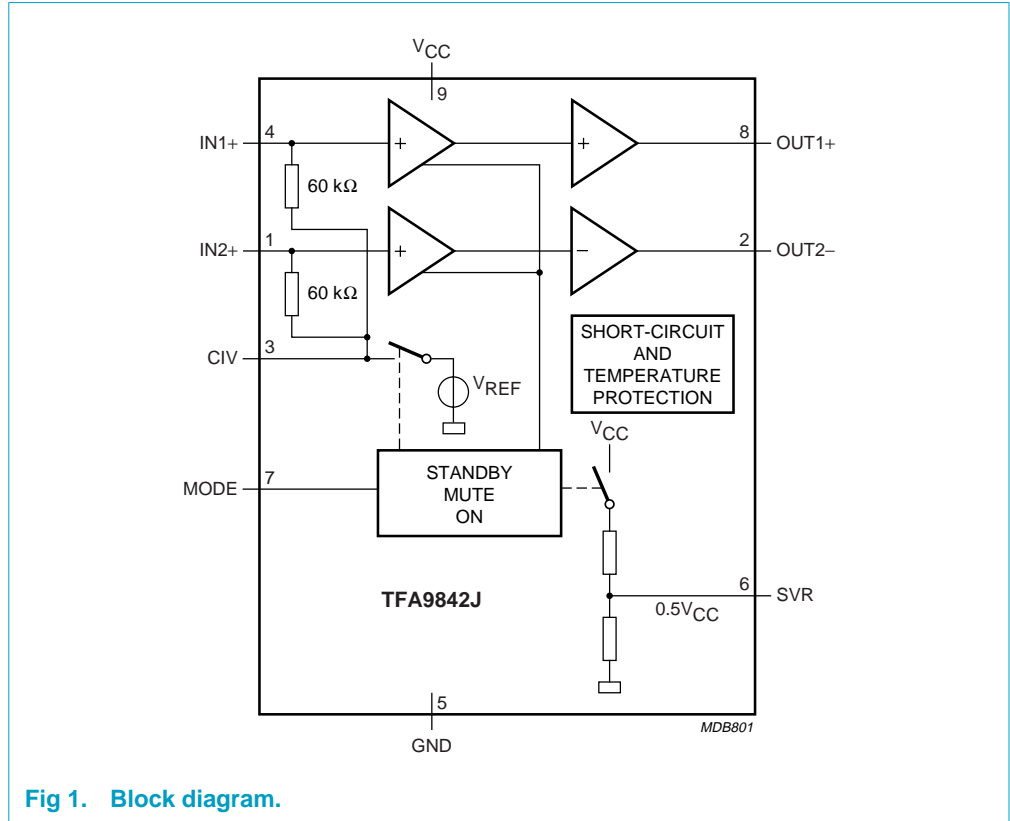 VCC
9
IN1+ 4
+ +
8 OUT1+
60 kΩ
IN2+ 1
+ −
2 OUT2−
60 kΩ
SHORT-CIRCUIT
AND
TEMPERATURE
PROTECTION
CIV 3
VREF
VCC
MODE 7
STANDBY
MUTE
ON
TFA9842J
6 SVR
0.5VCC
5
GND
MDB801
Fig 1. Block diagram.